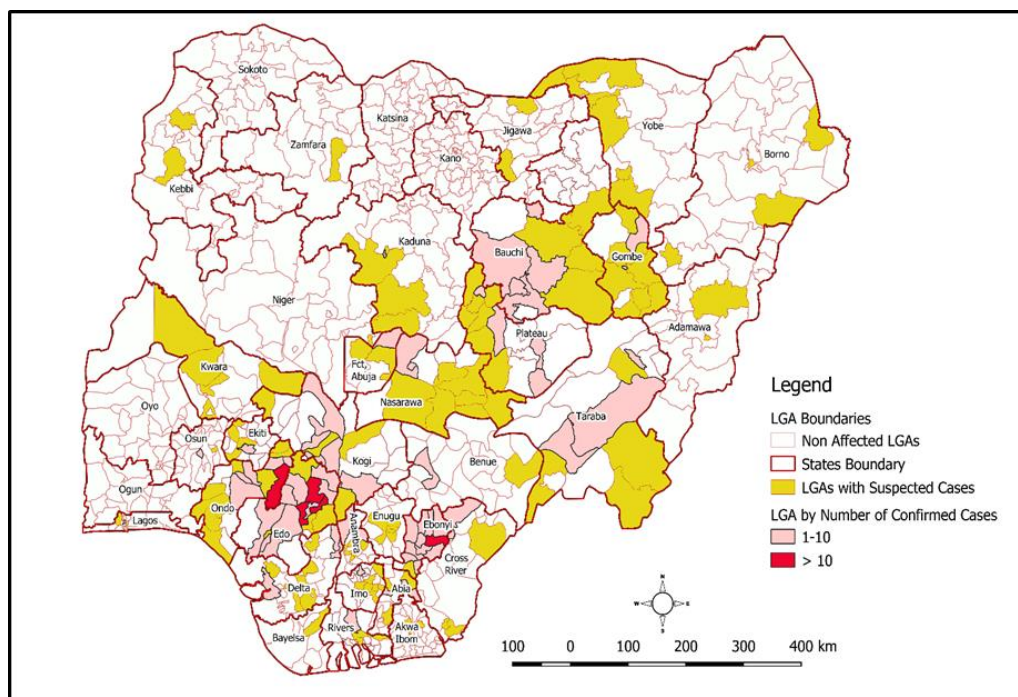 Sokoto
Katsina
Jigawa
Yobe
Zamfara
Kano
Borno
Kebbi
Kaduna
Bauchi
Gombe
Niger
Plateau
Adamawa
Fct,
Abuja
Kwara
Nasarawa
Oyo
Taraba
Osun
Ekiti
Kogi
Benue
Ogun
Ondo
Lagos
Edo
Anambra
Enugu
Ebonyi
Cross
River
Delta
Imo
Abia
Bayelsa
Rivers
Akwa
Ibom
Legend
LGA Boundaries
Non Affected LGAs
States Boundary
LGAs with Suspected Cases
LGA by Number of Confirmed Cases
1-10
> 10
N
W
E
S
100 0 100 200 300 400 km